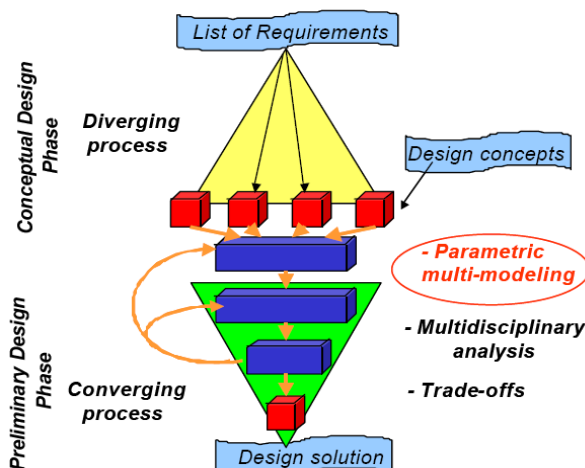 List of Requirements
Conceptual Design
Phase
Diverging
process
Design concepts
- Parametric
multi-modeling
- Multidisciplinary
analysis
- Trade-offs
Preliminary Design
Phase
Converging
process
Design solution